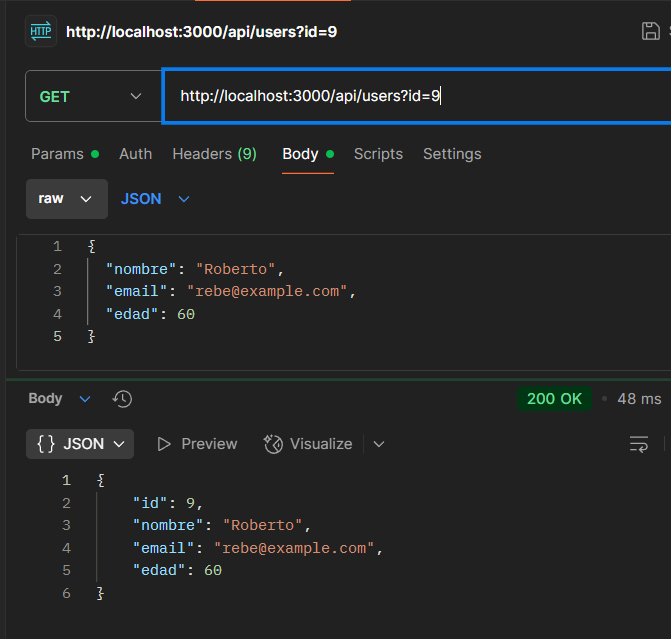 HTTP http://localhost:3000/api/users?id=9
GET http://localhost:3000/api/users?id=9
Params Auth Headers (9) Body Scripts Settings
raw JSON
1 {
2 "nombre": "Roberto",
3 "email": "rebe@example.com",
4 "edad": 60
5 }
Body 200 OK • 48 ms
{} JSON Preview Visualize
1 {
2 "id": 9,
3 "nombre": "Roberto",
4 "email": "rebe@example.com",
5 "edad": 60
6 }